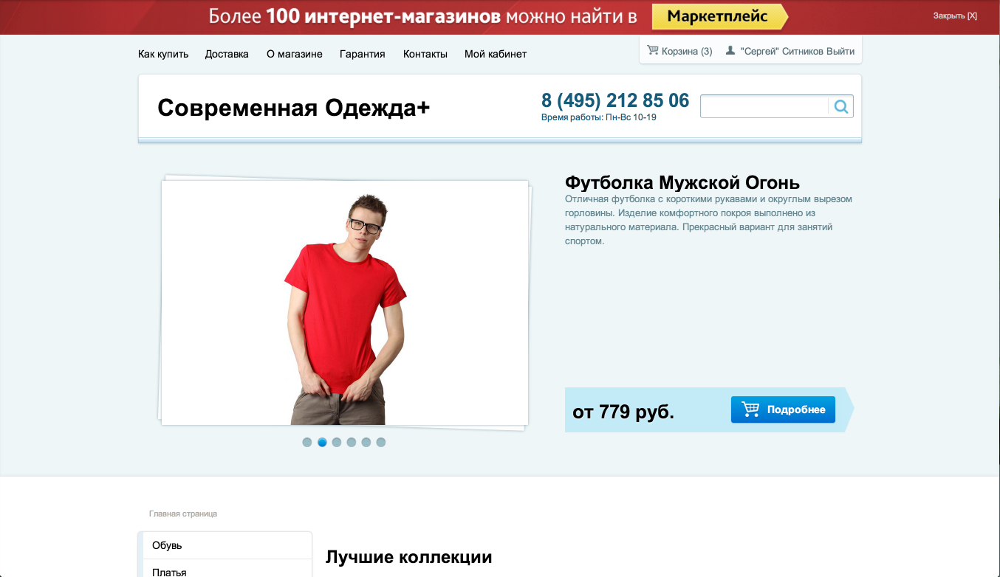 Более 100 интернет-магазинов можно найти в Маркетплейс Закрыть [X]
Как купить Доставка О магазине Гарантия Контакты Мой кабинет Корзина (3) "Сергей" Ситников Выйти
Современная Одежда+
8 (495) 212 85 06
Время работы: Пн-Вс 10-19
Футболка Мужской Огонь
Отличная футболка с короткими рукавами и округлым вырезом
горловины. Изделие комфортного покроя выполнено из
натурального материала. Прекрасный вариант для занятий
спортом.
от 779 руб. Подробнее
Главная страница
Обувь
Лучшие коллекции
Платья